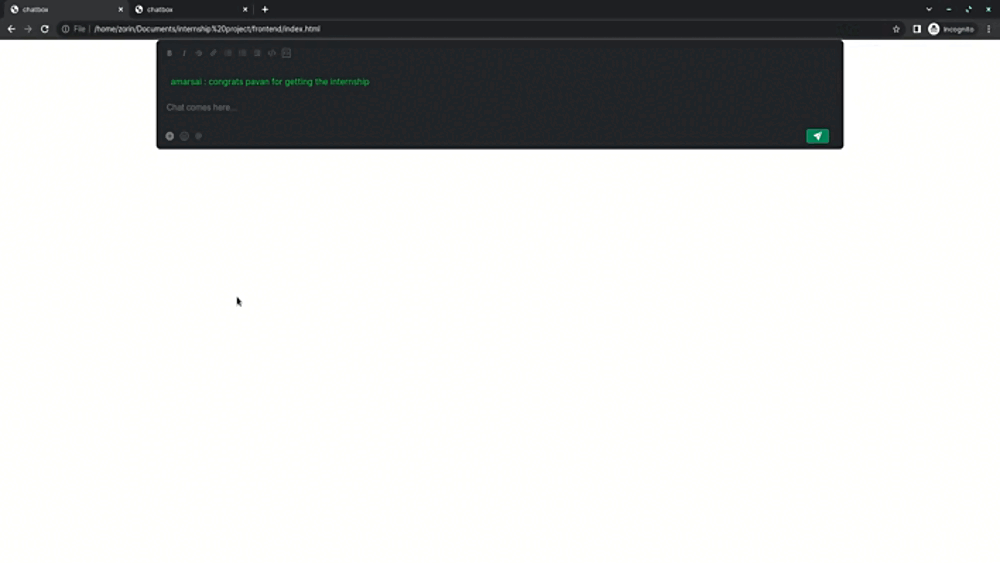 chatbox
chatbox
File
/home/zorin/Documents/internship%20project/frontend/index.html
Incognito
amarsai : congrats pavan for getting the internship
Chat comes here...